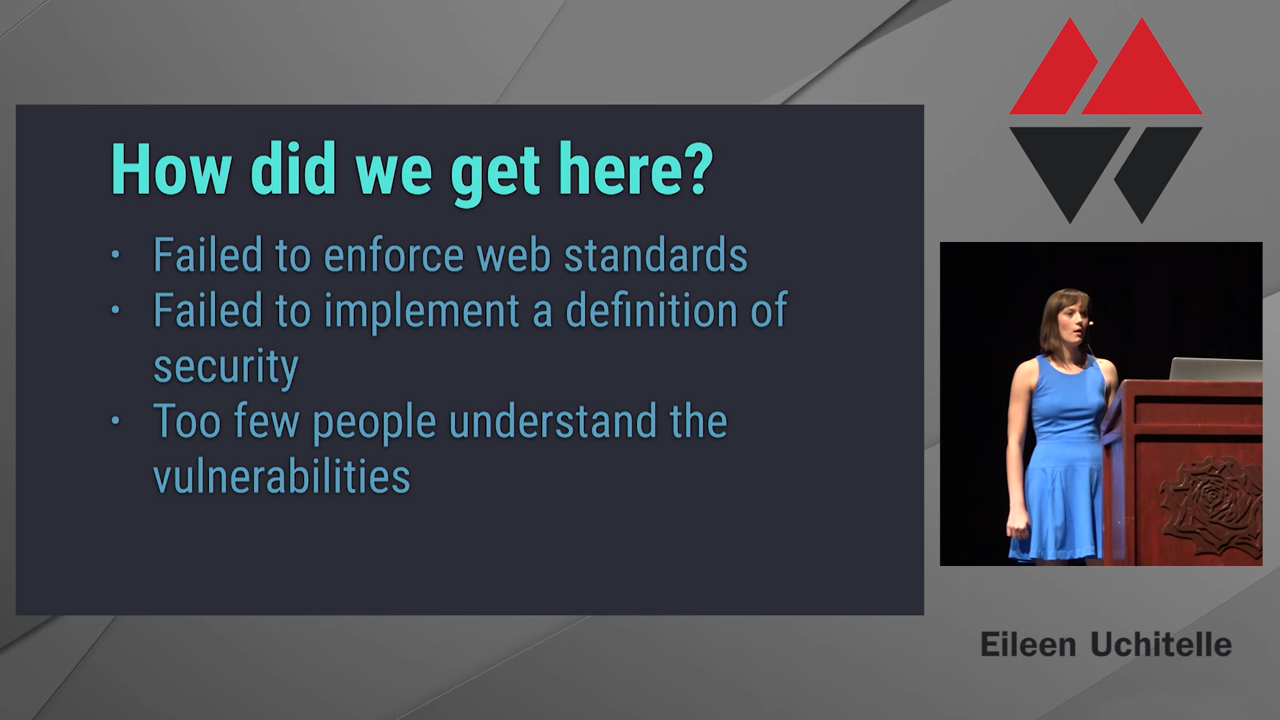 How did we get here?
• Failed to enforce web standards
• Failed to implement a definition of
security
• Too few people understand the
vulnerabilities
Eileen Uchitelle